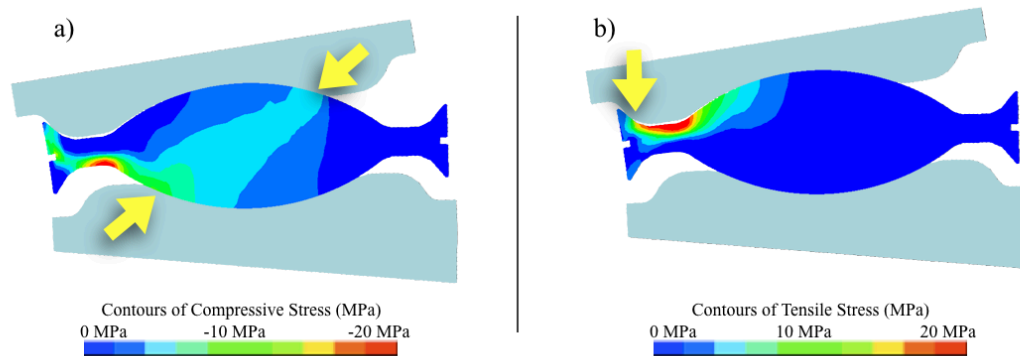 a)
b)
Contours of Compressive Stress (MPa)
0 MPa -10 MPa -20 MPa
Contours of Tensile Stress (MPa)
0 MPa 10 MPa 20 MPa